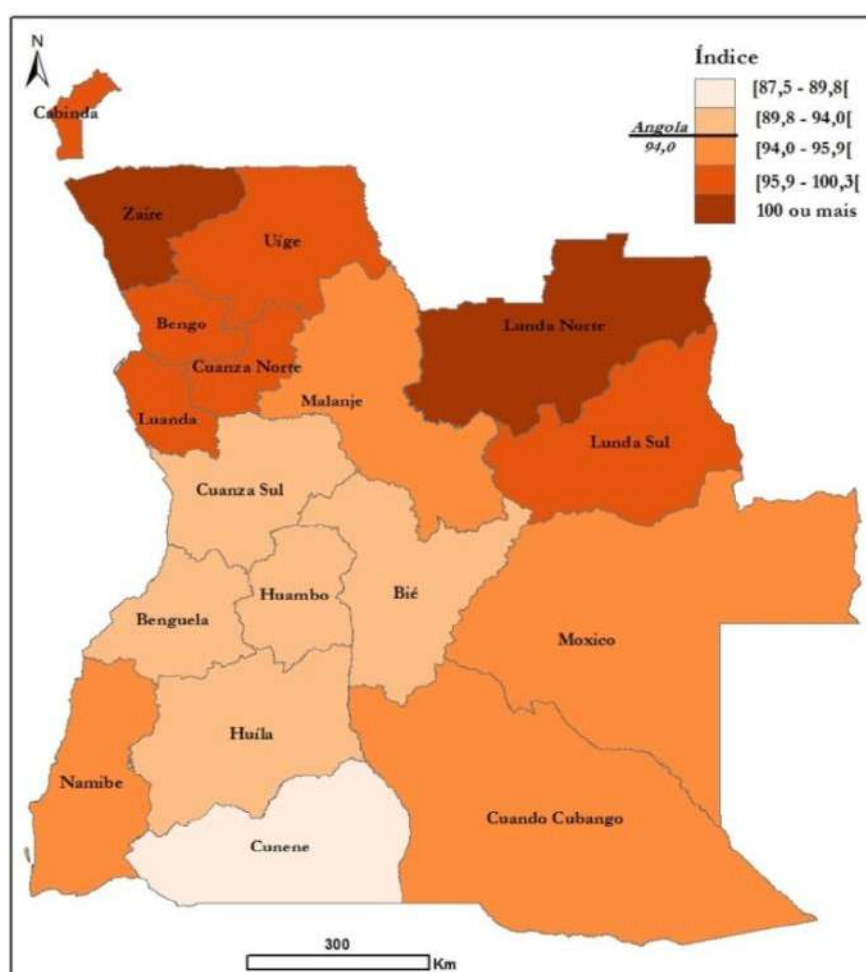 N
Índice
[87,5 - 89,8[
[89,8 - 94,0[
Angola
94,0
[94,0 - 95,9[
[95,9 - 100,3[
100 ou mais
Cabinda
Zaire
Uíge
Bengo
Cuanza Norte
Lunda Norte
Luanda
Malanje
Lunda Sul
Cuanza Sul
Benguela
Huambo
Bié
Moxico
Huíla
Namibe
Cuando Cubango
Cunene
300
Km